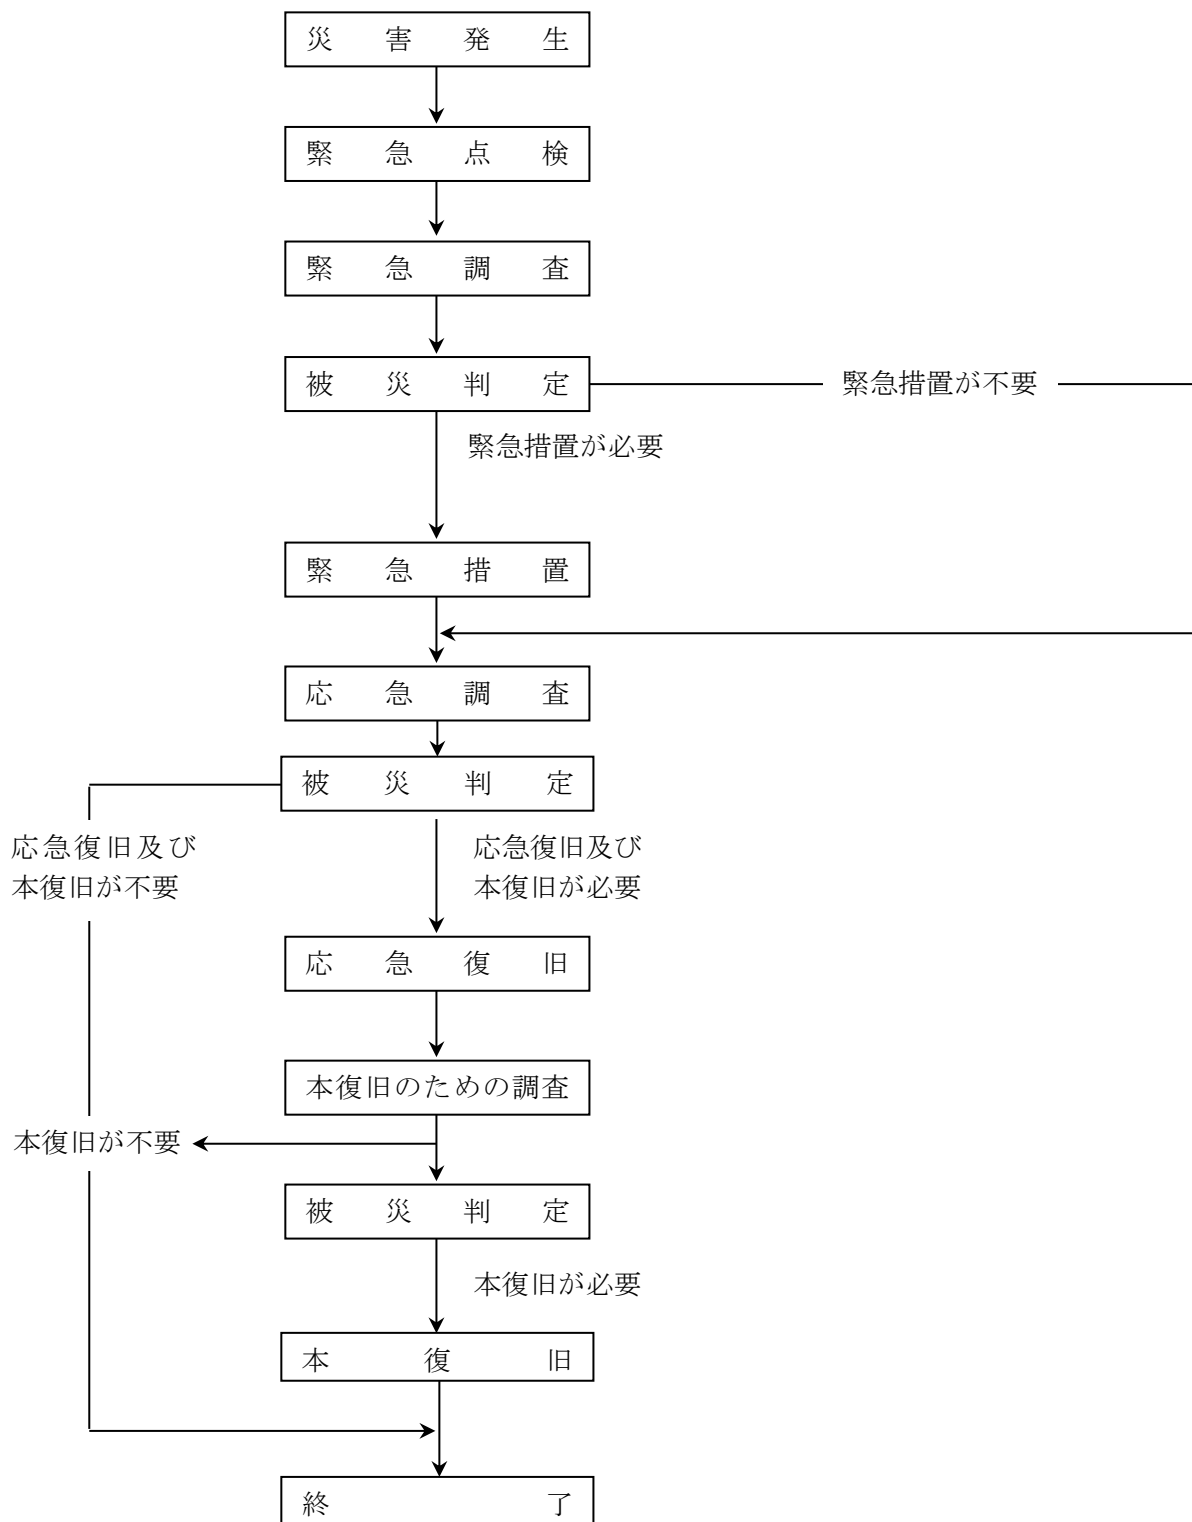 災害発生
緊急点検
緊急調査
被災判定
緊急措置が不要
緊急措置が必要
緊急措置
応急調査
被災判定
応急復旧及び
本復旧が不要
応急復旧及び
本復旧が必要
応急復旧
本復旧のための調査
本復旧が不要
被災判定
本復旧が必要
本復旧
終了